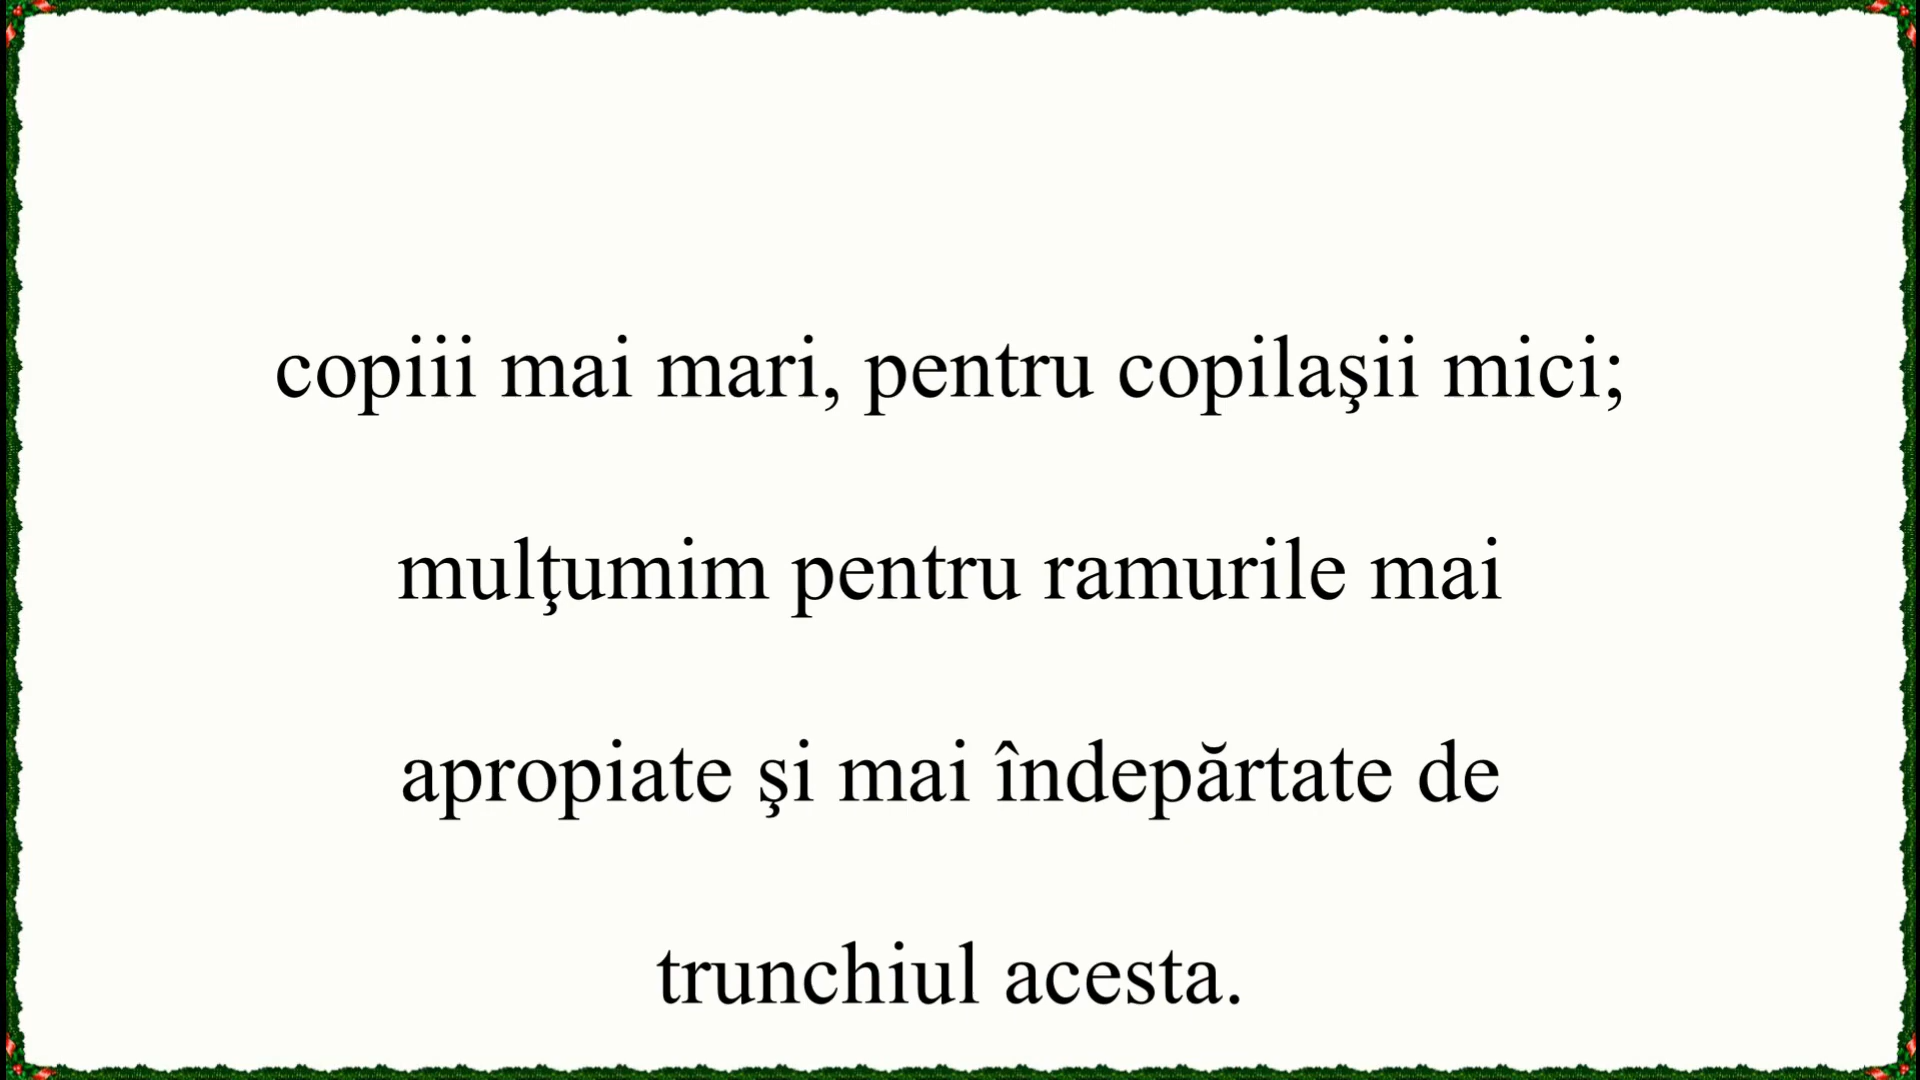 copiii mai mari, pentru copilaşii mici;
mulţumim pentru ramurile mai
apropiate şi mai îndepărtate de
trunchiul acesta.